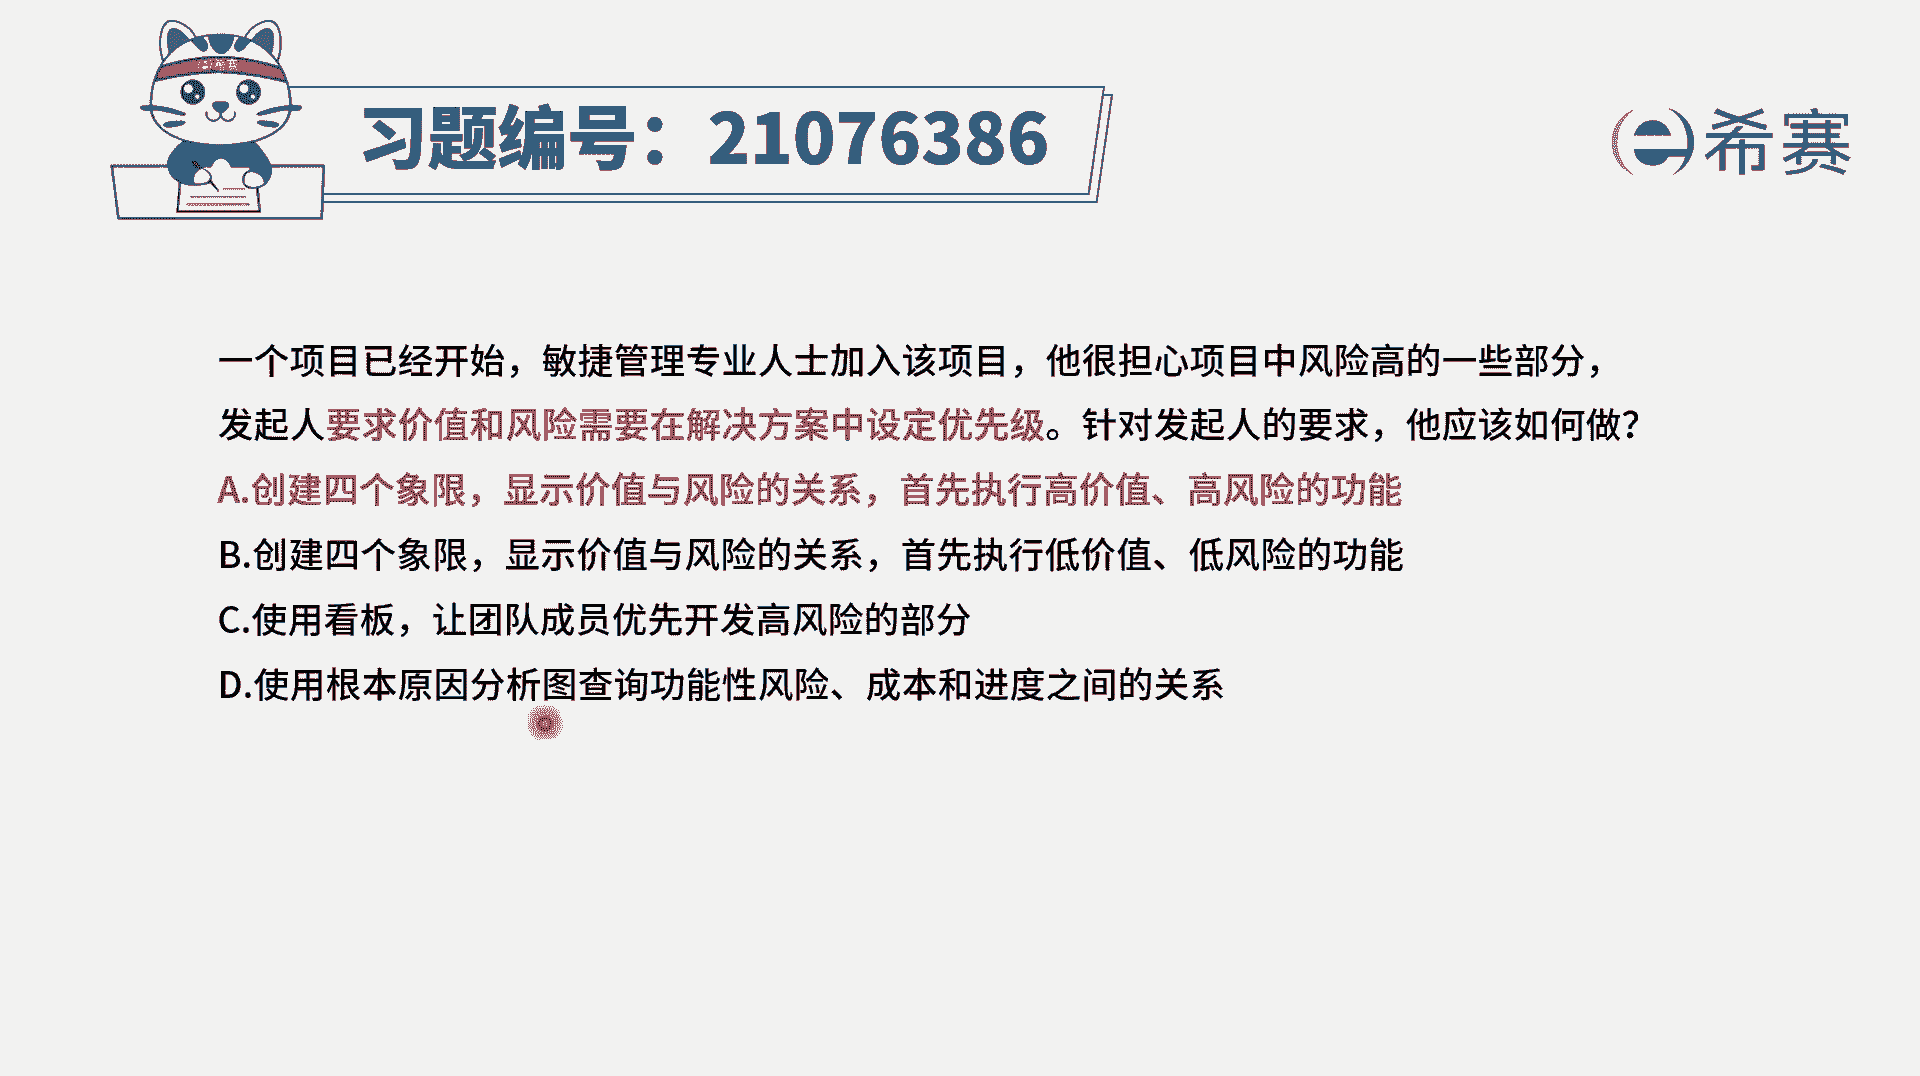 习题编号：21076386
希赛
一个项目已经开始，敏捷管理专业人士加入该项目，他很担心项目中风险高的一些部分，
发起人要求价值和风险需要在解决方案中设定优先级。针对发起人的要求，他应该如何做？
A.创建四个象限，显示价值与风险的关系，首先执行高价值、高风险的功能
B.创建四个象限，显示价值与风险的关系，首先执行低价值、低风险的功能
C.使用看板，让团队成员优先开发高风险的部分
D.使用根本原因分析图查询功能性风险、成本和进度之间的关系